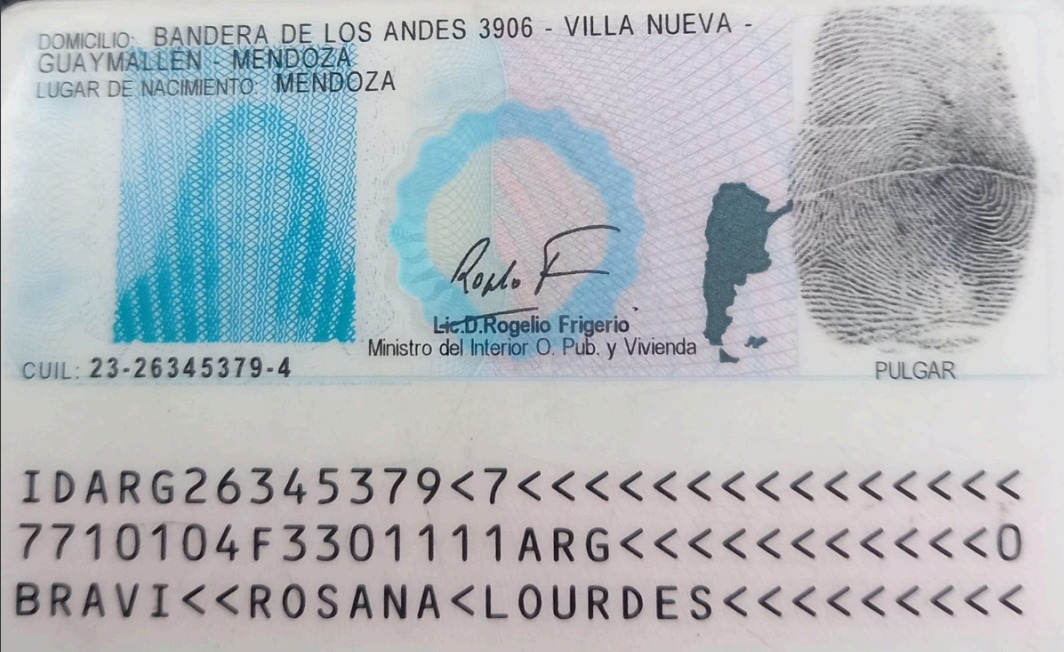 DOMICILIO: BANDERA DE LOS ANDES 3906 - VILLA NUEVA -
GUAYMALLÉN - MENDOZA
LUGAR DE NACIMIENTO: MENDOZA
Lic.D.Rogelio Frigerio
Ministro del Interior O. Pub. y Vivienda
CUIL: 23-26345379-4
PULGAR
IDARG26345379<7<<<<<<<<<<<<<<<
7710104F3301111ARG<<<<<<<<<<<0
BRAVI<<ROSANA<LOURDES<<<<<<<<<